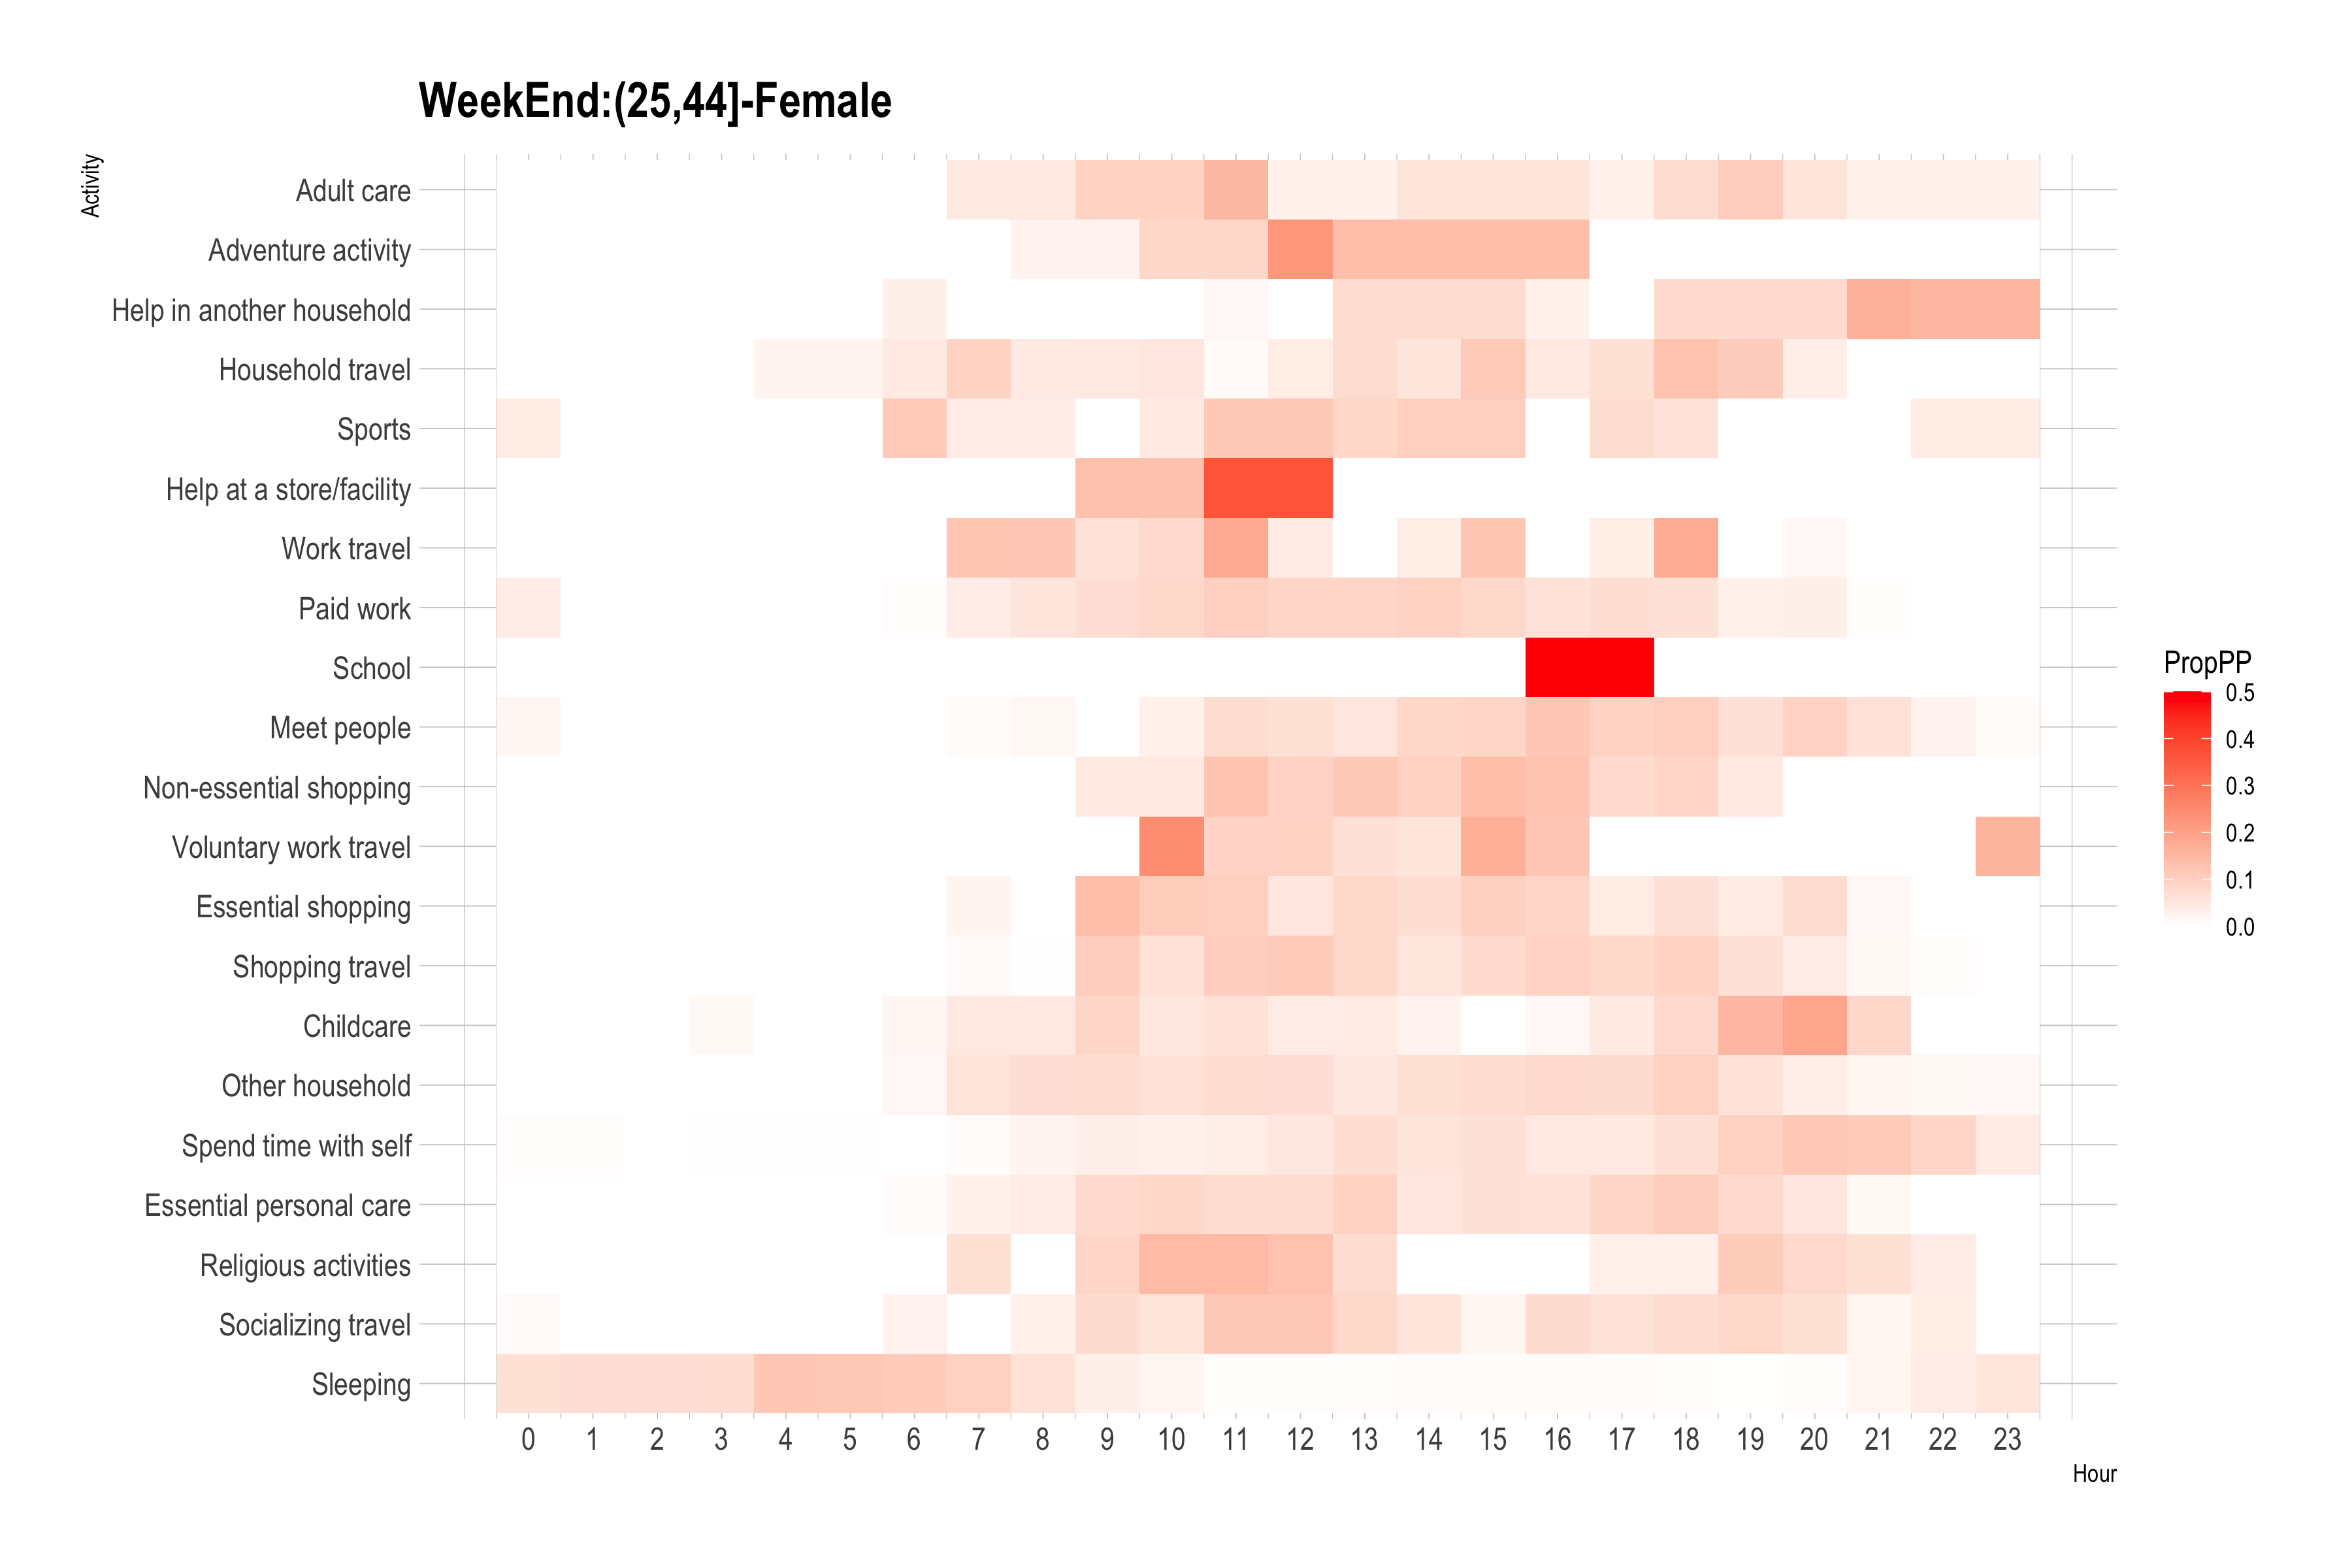 WeekEnd:(25,44]-Female
Activity
Adult care
Adventure activity
Help in another household
Household travel
Sports
Help at a store/facility
Work travel
Paid work
School
Meet people
Non-essential shopping
Voluntary work travel
Essential shopping
Shopping travel
Childcare
Other household
Spend time with self
Essential personal care
Religious activities
Socializing travel
Sleeping
0 1 2 3 4 5 6 7 8 9 10 11 12 13 14 15 16 17 18 19 20 21 22 23
Hour
PropPP
0.5
0.4
0.3
0.2
0.1
0.0